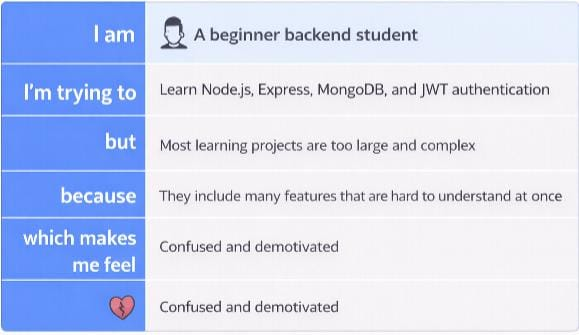 I am
A beginner backend student
I'm trying to
Learn Node.js, Express, MongoDB, and JWT authentication
but
Most learning projects are too large and complex
because
They include many features that are hard to understand at once
which makes
me feel
Confused and demotivated
Confused and demotivated